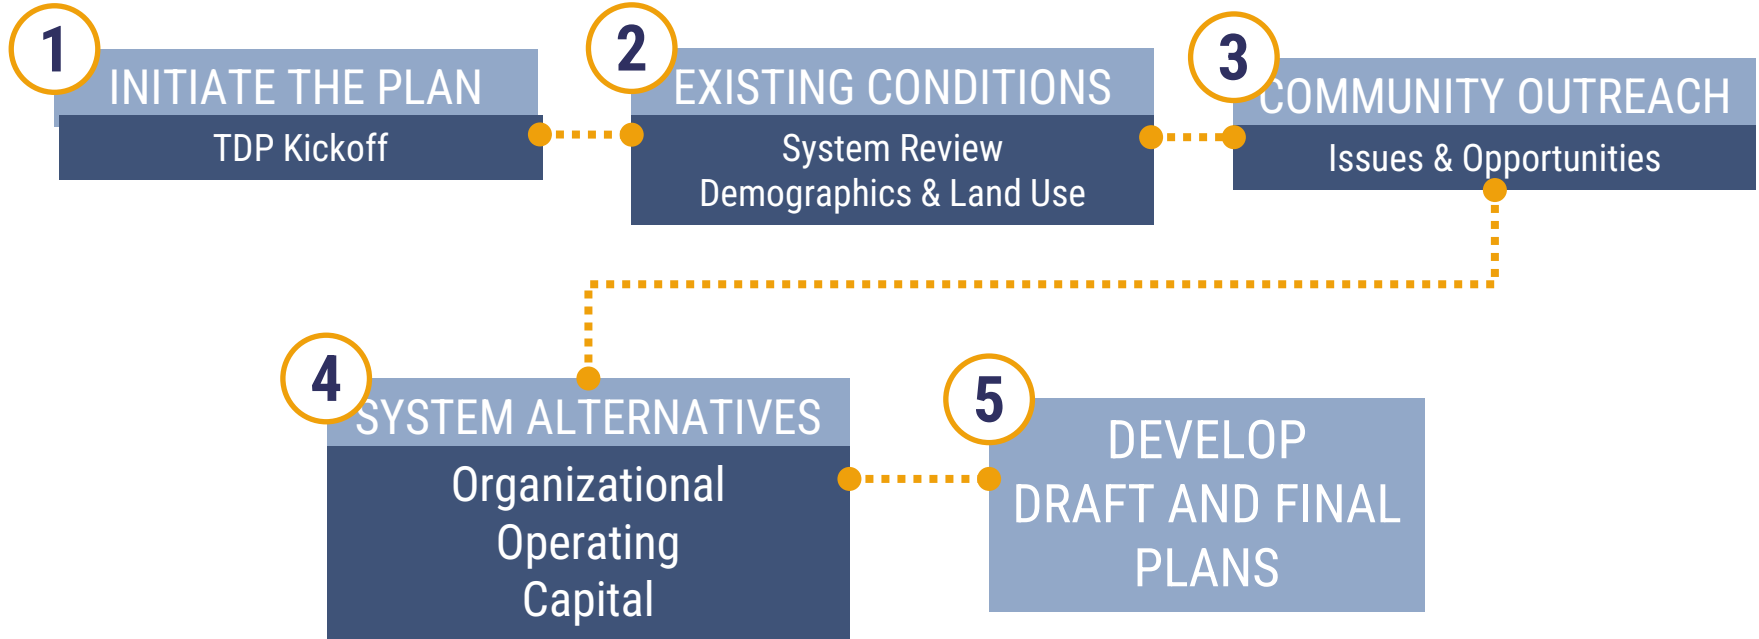 1
INITIATE THE PLAN
TDP Kickoff
2
EXISTING CONDITIONS
System Review
Demographics & Land Use
3
COMMUNITY OUTREACH
Issues & Opportunities
4
SYSTEM ALTERNATIVES
Organizational
Operating
Capital
5
DEVELOP
DRAFT AND FINAL
PLANS